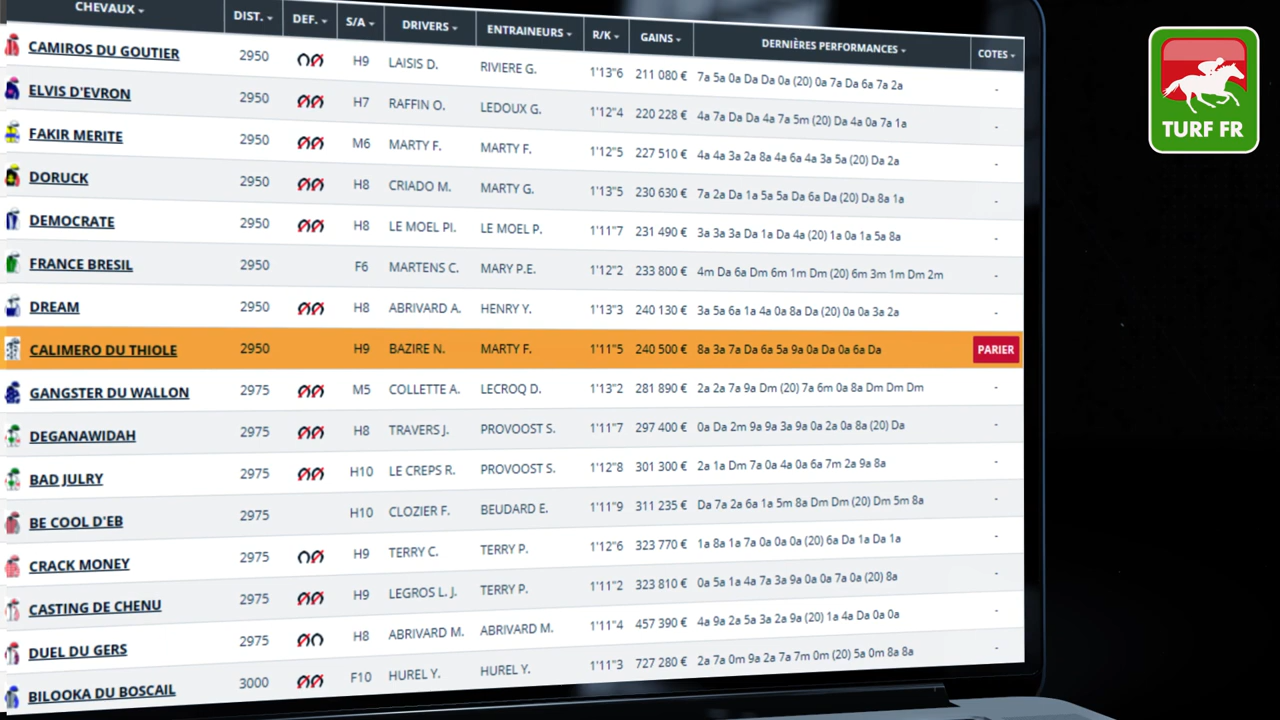 CHEVAUX DIST. DEF. S/A DRIVERS ENTRAINEURS R/K GAINS DERNIÈRES PERFORMANCES COTES
CAMIROS DU GOUTIER 2950 H9 LAISIS D. RIVIERE G. 1'13"6 211 080 € 7a 5a 0a Da Da 0a (20) 0a 7a Da 6a 7a 2a -
ELVIS D'EVRON 2950 H7 RAFFIN O. LEDOUX G. 1'12"4 220 228 € 4a 7a Da Da 4a 7a 5m (20) Da 4a 0a 7a 1a -
FAKIR MERITE 2950 M6 MARTY F. MARTY F. 1'12"5 227 510 € 4a 4a 3a 2a 8a 4a 6a 4a 3a 5a (20) Da 2a -
DORUCK 2950 H8 CRIADO M. MARTY G. 1'13"5 230 630 € 7a 2a Da 1a 5a 5a Da 6a Da (20) Da 8a 1a -
DEMOCRATE 2950 H8 LE MOEL PI. LE MOEL P. 1'11"7 231 490 € 3a 3a 3a Da 1a Da 4a (20) 1a 0a 1a 5a 8a -
FRANCE BRESIL 2950 F6 MARTENS C. MARY P.E. 1'12"2 233 800 € 4m Da 6a Dm 6m 1m Dm (20) 6m 3m 1m Dm 2m -
DREAM 2950 H8 ABRIVARD A. HENRY Y. 1'13"3 240 130 € 3a 5a 6a 1a 4a 0a 8a Da (20) 0a 0a 3a 2a -
CALIMERO DU THIOLE 2950 H9 BAZIRE N. MARTY F. 1'11"5 240 500 € 8a 3a 7a Da 6a 5a 9a 0a Da 0a 6a Da PARIER
GANGSTER DU WALLON 2975 M5 COLLETTE A. LECROQ D. 1'13"2 281 890 € 2a 2a 7a 9a Dm (20) 7a 6m 0a 8a Dm Dm Dm -
DEGANAWIDAH 2975 H8 TRAVERS J. PROVOOST S. 1'11"7 297 400 € 0a Da 2m 9a 9a 3a 9a 0a 2a 0a 8a (20) Da -
BAD JULRY 2975 H10 LE CREPS R. PROVOOST S. 1'12"8 301 300 € 2a 1a Dm 7a 0a 4a 0a 6a 7m 2a 9a 8a -
BE COOL D'EB 2975 H10 CLOZIER F. BEUDARD E. 1'11"9 311 235 € Da 7a 2a 6a 1a 5m 8a Dm Dm (20) Dm 5m 8a -
CRACK MONEY 2975 H9 TERRY C. TERRY P. 1'12"6 323 770 € 1a 8a 1a 7a 0a 0a 0a (20) 6a Da 1a Da 1a -
CASTING DE CHENU 2975 H9 LEGROS L. J. TERRY P. 1'11"2 323 810 € 0a 5a 1a 4a 7a 3a 9a 0a 0a 7a 0a (20) 8a -
DUEL DU GERS 2975 H8 ABRIVARD M. ABRIVARD M. 1'11"4 457 390 € 4a 9a 2a 5a 3a 2a 9a (20) 1a 4a Da 0a 0a -
BILOOKA DU BOSCAIL 3000 F10 HUREL Y. HUREL Y. 1'11"3 727 280 € 2a 7a 0m 9a 2a 7a 7m 0m (20) 5a 0m 8a 8a -
TURF FR